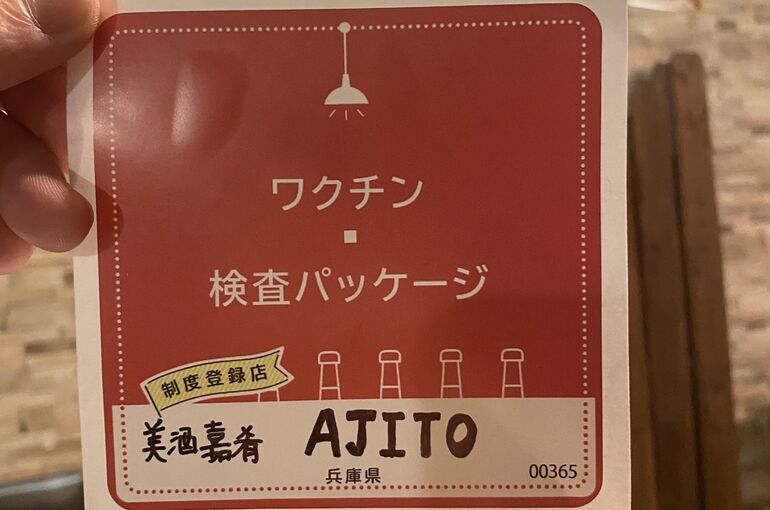 ワクチン
・
検査パッケージ
制度登録店
美酒嘉肴 AJITO
兵庫県
00365